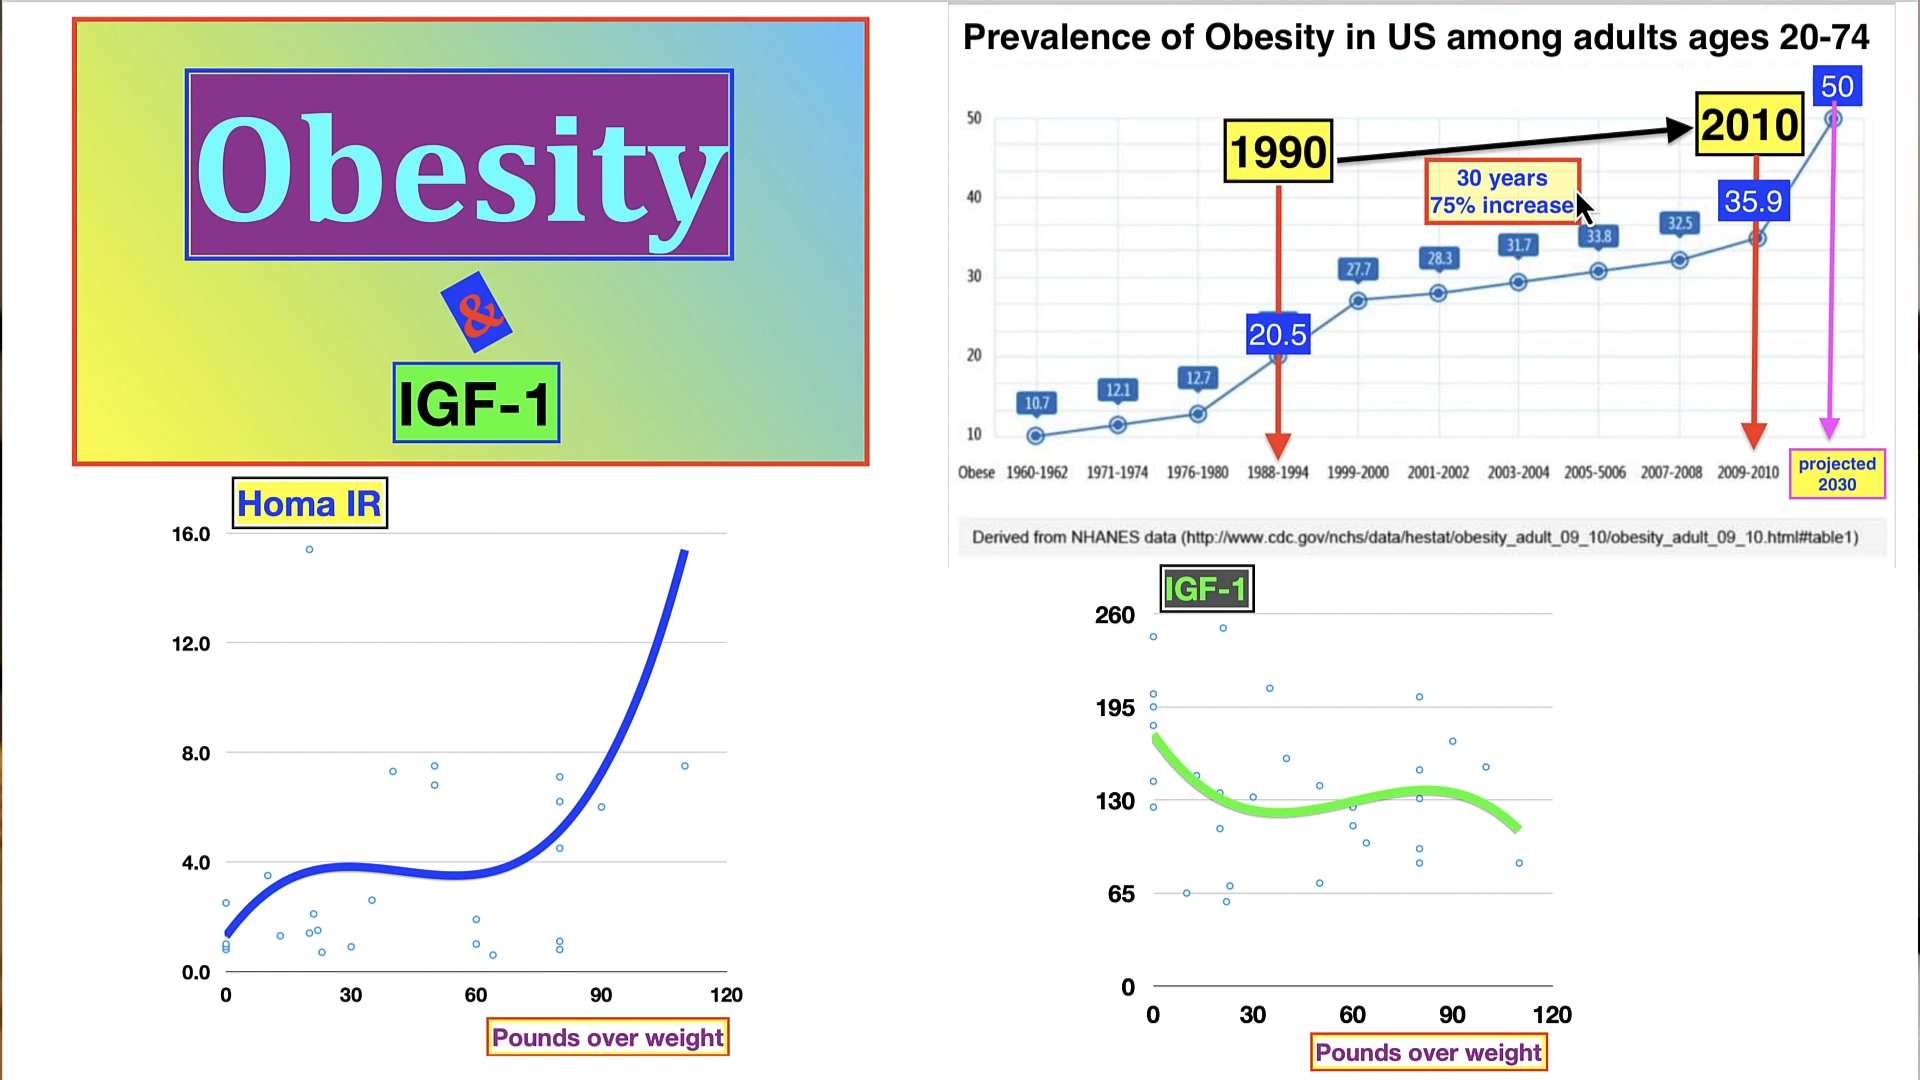 Obesity
&
IGF-1
Prevalence of Obesity in US among adults ages 20-74
50
40
30
20
10
1990
2010
30 years
75% increase
10.7
12.1
12.7
20.5
27.7
28.3
31.7
33.8
32.5
35.9
50
Obese 1960-1962 1971-1974 1976-1980 1988-1994 1999-2000 2001-2002 2003-2004 2005-5006 2007-2008 2009-2010
projected
2030
Derived from NHANES data (http://www.cdc.gov/nchs/data/hestat/obesity_adult_09_10/obesity_adult_09_10.html#table1)
Homa IR
16.0
12.0
8.0
4.0
0.0
0 30 60 90 120
Pounds over weight
IGF-1
260
195
130
65
0
0 30 60 90 120
Pounds over weight